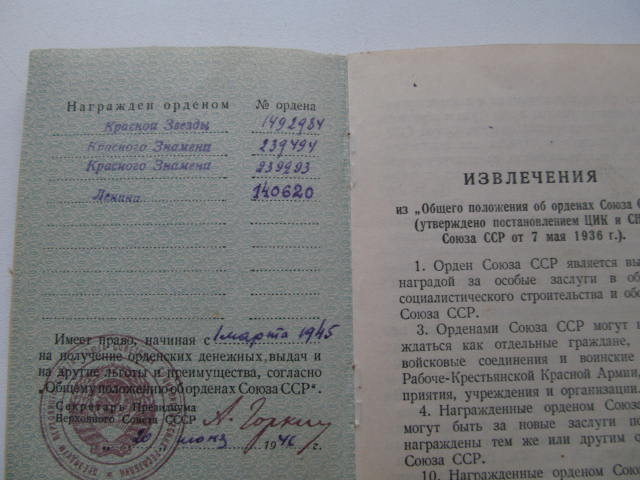 Награжден орденом № ордена
Красной Звезды 1492984
Красного Знамени 239494
Красного Знамени 239293
Ленина 140620
Имеет право, начиная с 1 марта 1945
на получение орденских денежных выдач и
на другие льготы и преимущества, согласно
„Общему положению об орденах Союза ССР".
Секретарь Президиума
Верховного Совета СССР А. Горкин
20 1946 г.
ИЗВЛЕЧЕНИЯ
из „Общего положения об орденах Союза С
(утверждено постановлением ЦИК и СН
Союза ССР от 7 мая 1936 г.).
1. Орден Союза ССР является вы
наградой за особые заслуги в об
социалистического строительства и обо
Союза ССР.
3. Орденами Союза ССР могут
ждаться как отдельные граждане,
войсковые соединения и воинские
Рабоче-Крестьянской Красной Армии,
приятия, учреждения и организации.
4. Награжденные орденом Союза
могут быть за новые заслуги по
награждены тем же или другим о
Союза ССР.
10. Награжденные орденом Союз